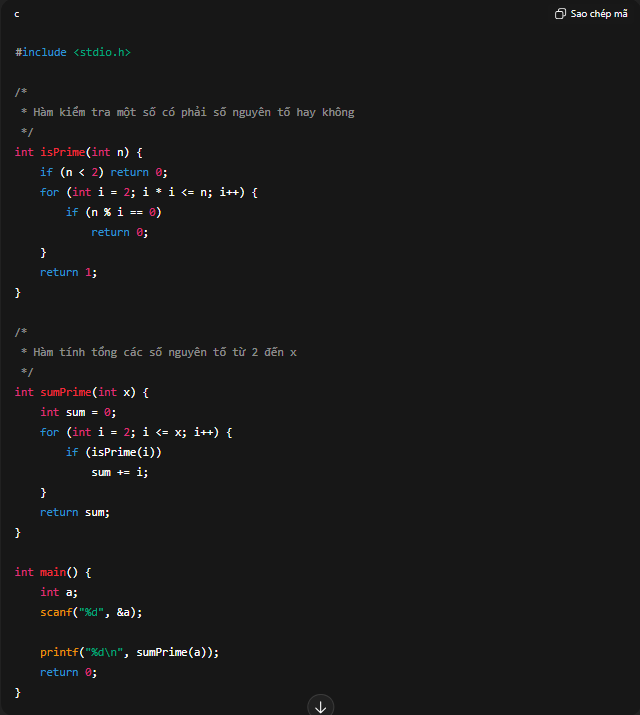 c
Sao chép mã
#include <stdio.h>
/*
 * Hàm kiểm tra một số có phải số nguyên tố hay không
 */
int isPrime(int n) {
    if (n < 2) return 0;
    for (int i = 2; i * i <= n; i++) {
        if (n % i == 0)
            return 0;
    }
    return 1;
}
/*
 * Hàm tính tổng các số nguyên tố từ 2 đến x
 */
int sumPrime(int x) {
    int sum = 0;
    for (int i = 2; i <= x; i++) {
        if (isPrime(i))
            sum += i;
    }
    return sum;
}
int main() {
    int a;
    scanf("%d", &a);
    printf("%d\n", sumPrime(a));
    return 0;
}